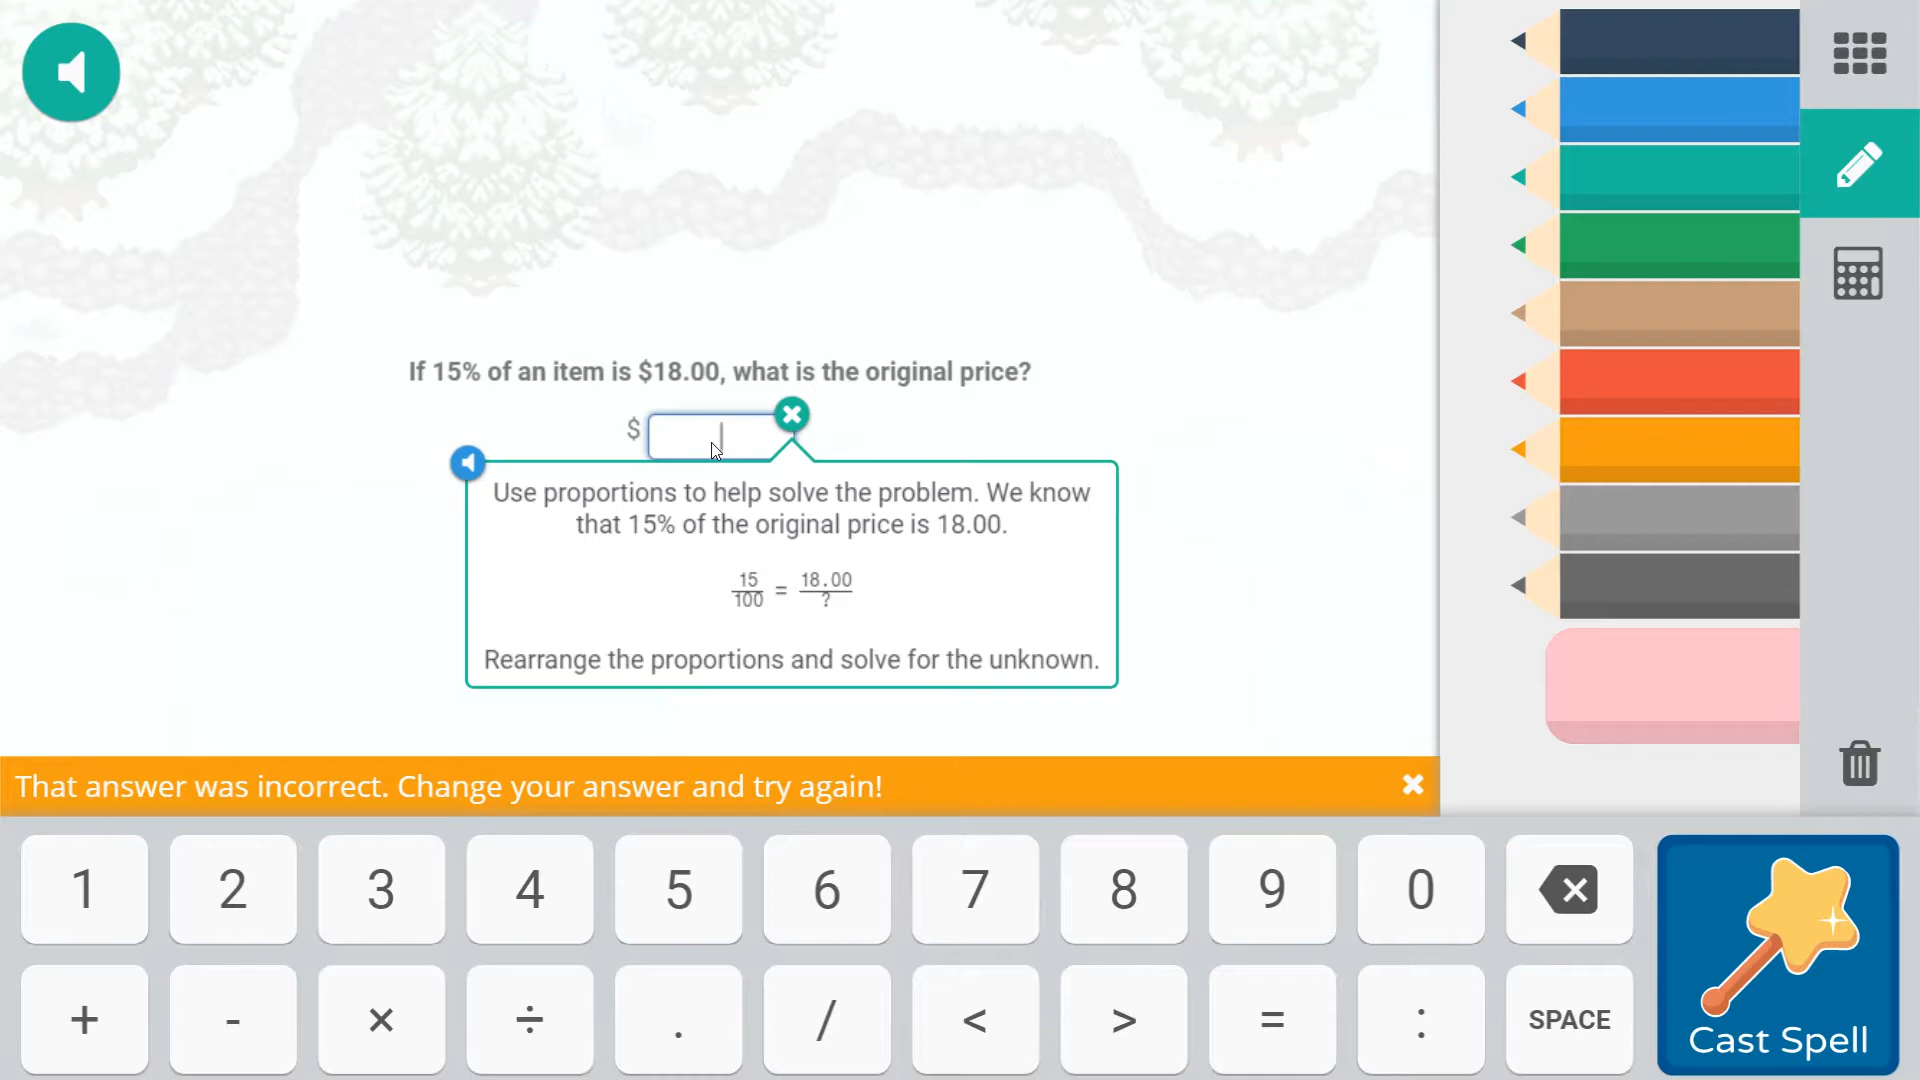 If 15% of an item is $18.00, what is the original price?
$
Use proportions to help solve the problem. We know
that 15% of the original price is 18.00.
15/100 = 18.00/?
Rearrange the proportions and solve for the unknown.
That answer was incorrect. Change your answer and try again!
1 2 3 4 5 6 7 8 9 0
+ - × ÷ . / < > = : SPACE
Cast Spell